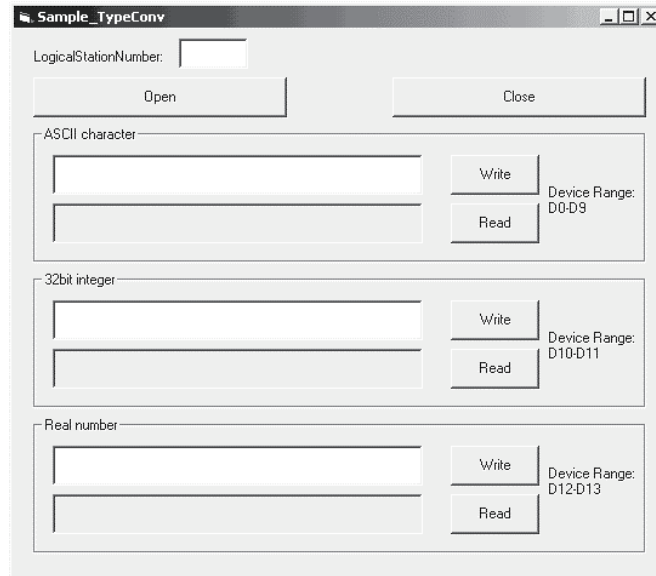 Sample_TypeConv
LogicalStationNumber:
Open
Close
ASCII character
Write
Read
Device Range:
D0-D9
32bit integer
Write
Read
Device Range:
D10-D11
Real number
Write
Read
Device Range:
D12-D13